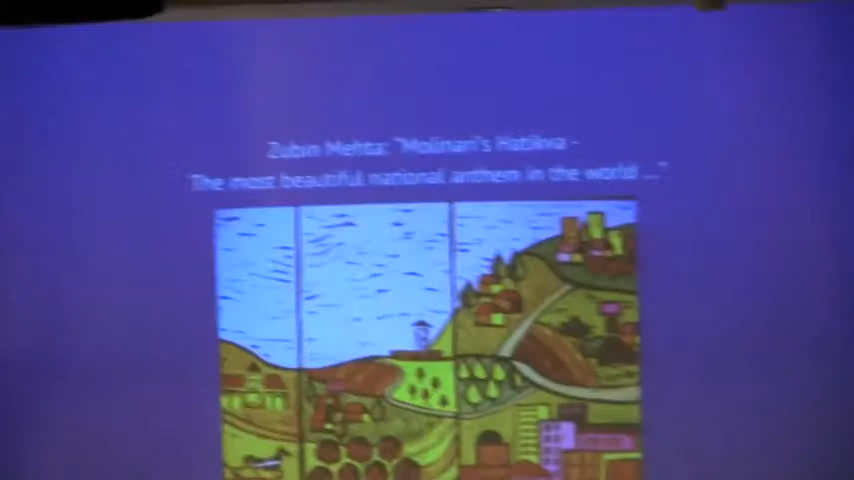 Zubin Mehta: "Molinari's Hatikva -
The most beautiful national anthem in the world ..."